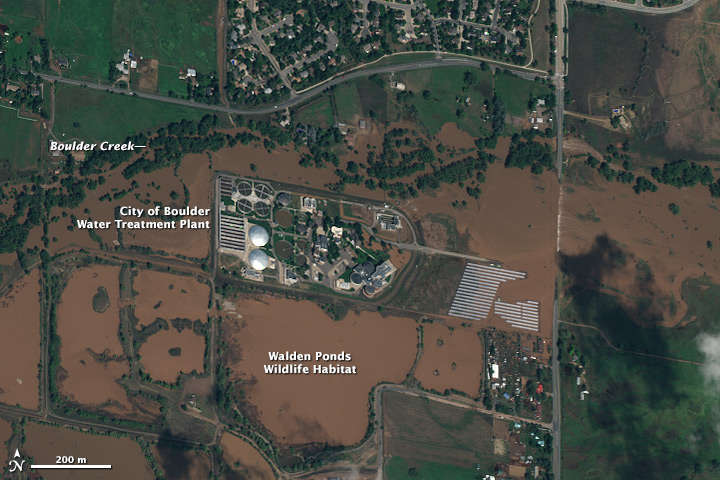 Boulder Creek
City of Boulder
Water Treatment Plant
Walden Ponds
Wildlife Habitat
N
200 m